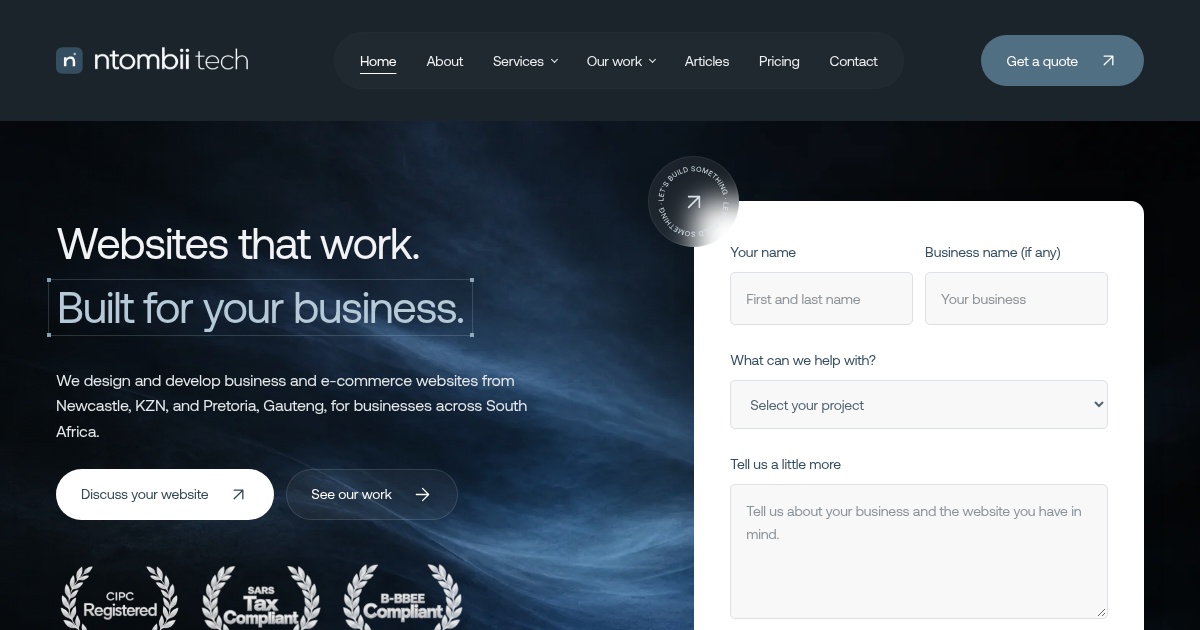 n ntombii tech
Home About Services Our work Articles Pricing Contact
Get a quote
LET'S BUILD SOMETHING
Websites that work.
Built for your business.
We design and develop business and e-commerce websites from
Newcastle, KZN, and Pretoria, Gauteng, for businesses across South
Africa.
Discuss your website
See our work
CIPC
Registered
SARS
Tax
Compliant
B-BBEE
Compliant
Your name
Business name (if any)
First and last name
Your business
What can we help with?
Select your project
Tell us a little more
Tell us about your business and the website you have in
mind.